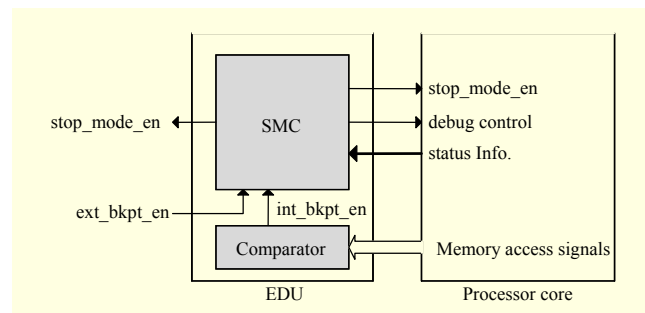 stop_mode_en
stop_mode_en
SMC
debug control
status Info.
ext_bkpt_en
int_bkpt_en
Comparator
Memory access signals
EDU
Processor core